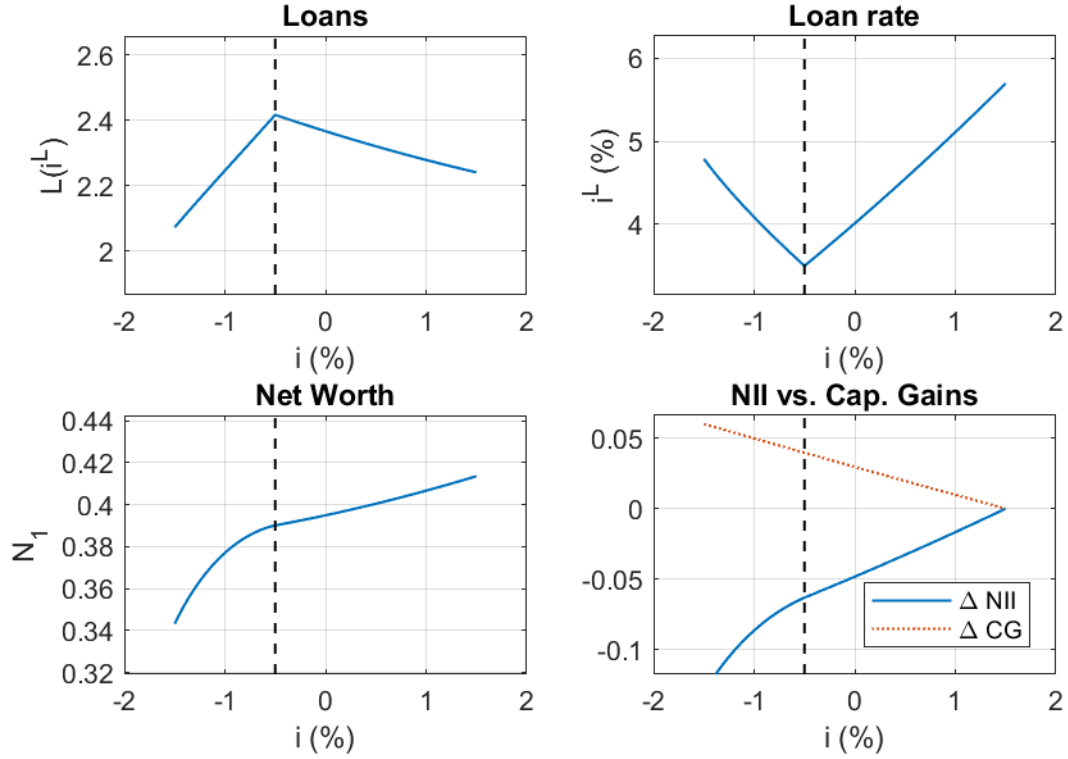 Loans
2.6
2.4
2.2
2
L(i^L)
-2 -1 0 1 2
i (%)
Loan rate
6
5
4
i^L (%)
-2 -1 0 1 2
i (%)
Net Worth
0.44
0.42
0.4
0.38
0.36
0.34
0.32
N_1
-2 -1 0 1 2
i (%)
NII vs. Cap. Gains
0.05
0
-0.05
-0.1
Δ NII
Δ CG
-2 -1 0 1 2
i (%)